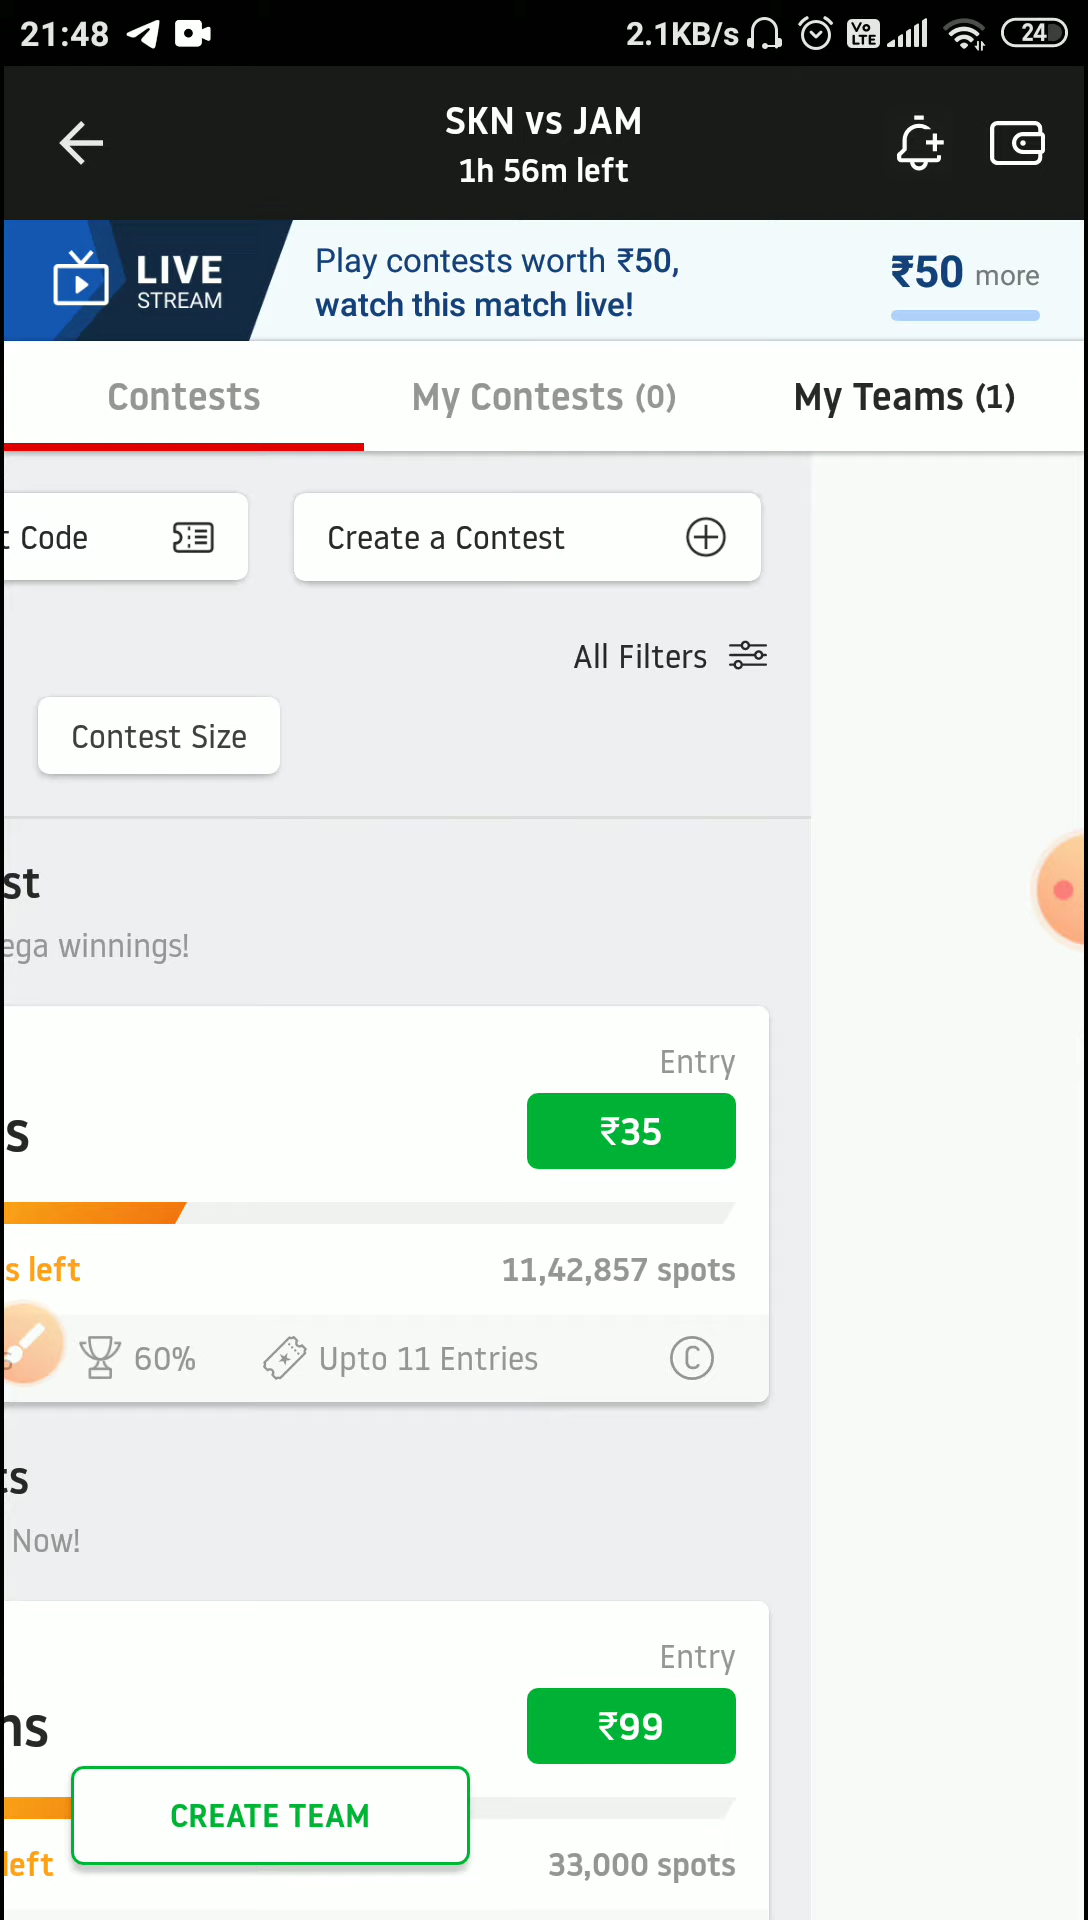 21:48
2.1KB/s
Vo LTE
24
SKN vs JAM
1h 56m left
LIVE
STREAM
Play contests worth ₹50,
watch this match live!
₹50 more
Contests
My Contests (0)
My Teams (1)
t Code
Create a Contest
All Filters
Contest Size
st
ega winnings!
Entry
s
₹35
s left
11,42,857 spots
60%
Upto 11 Entries
C
ts
Now!
Entry
ns
₹99
CREATE TEAM
left
33,000 spots